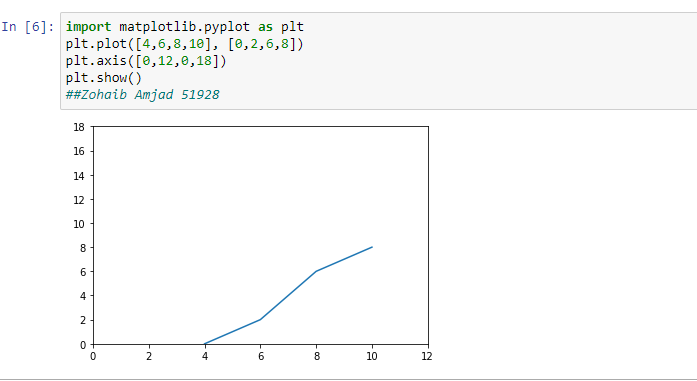 In [6]: import matplotlib.pyplot as plt
plt.plot([4,6,8,10], [0,2,6,8])
plt.axis([0,12,0,18])
plt.show()
##Zohaib Amjad 51928
18
16
14
12
10
8
6
4
2
0
0 2 4 6 8 10 12